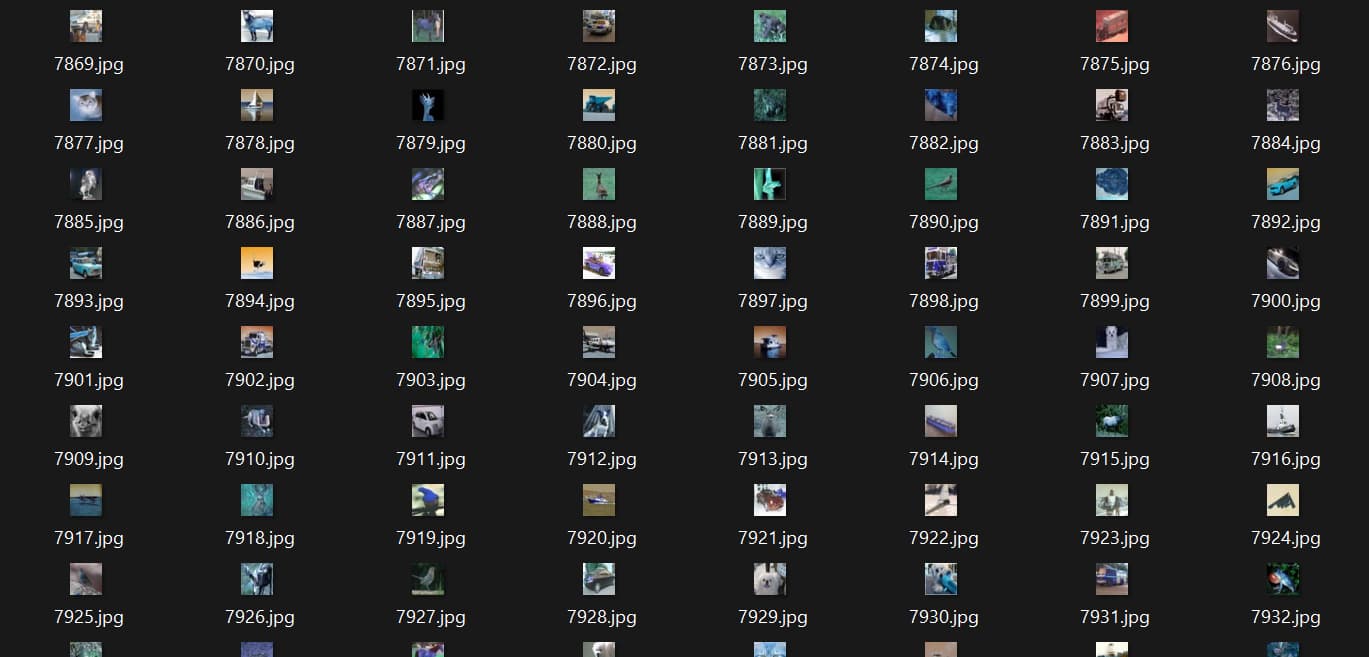 7869.jpg 7870.jpg 7871.jpg 7872.jpg 7873.jpg 7874.jpg 7875.jpg 7876.jpg
7877.jpg 7878.jpg 7879.jpg 7880.jpg 7881.jpg 7882.jpg 7883.jpg 7884.jpg
7885.jpg 7886.jpg 7887.jpg 7888.jpg 7889.jpg 7890.jpg 7891.jpg 7892.jpg
7893.jpg 7894.jpg 7895.jpg 7896.jpg 7897.jpg 7898.jpg 7899.jpg 7900.jpg
7901.jpg 7902.jpg 7903.jpg 7904.jpg 7905.jpg 7906.jpg 7907.jpg 7908.jpg
7909.jpg 7910.jpg 7911.jpg 7912.jpg 7913.jpg 7914.jpg 7915.jpg 7916.jpg
7917.jpg 7918.jpg 7919.jpg 7920.jpg 7921.jpg 7922.jpg 7923.jpg 7924.jpg
7925.jpg 7926.jpg 7927.jpg 7928.jpg 7929.jpg 7930.jpg 7931.jpg 7932.jpg